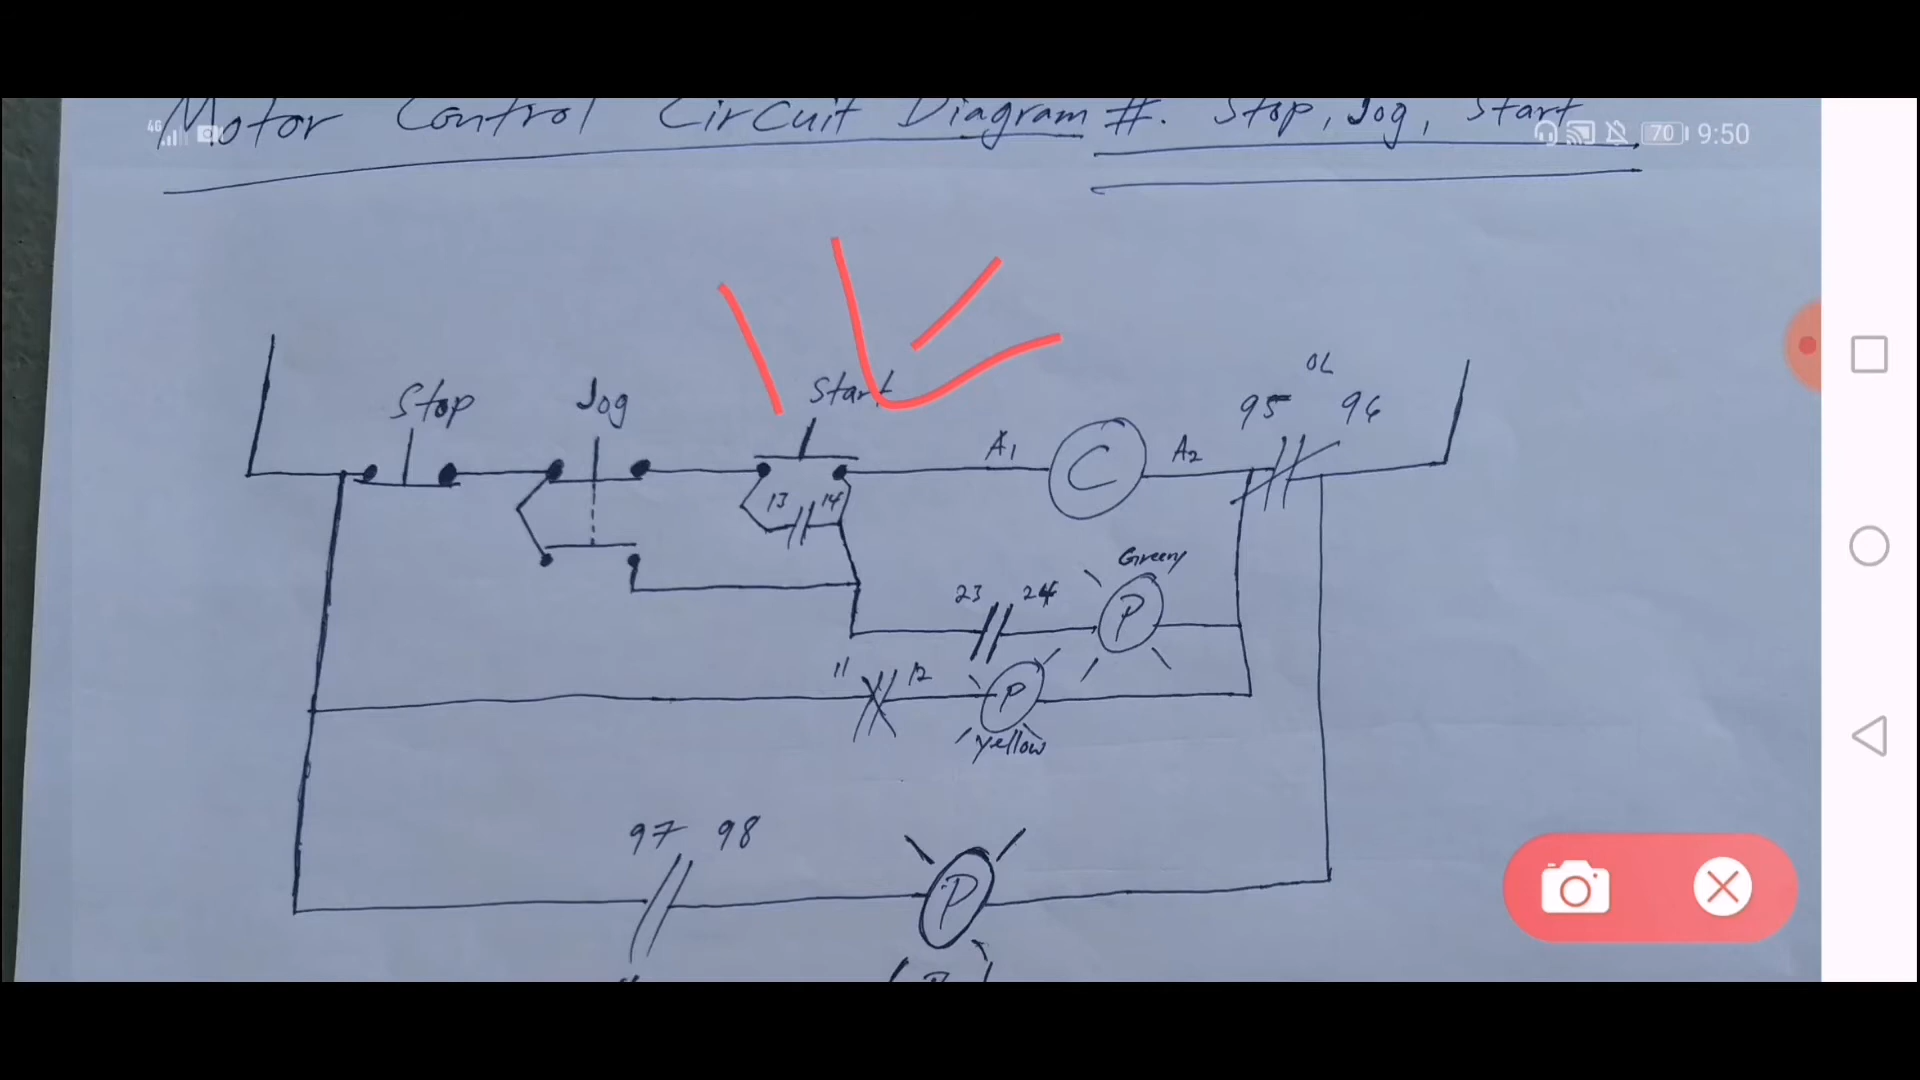 Motor Control Circuit Diagram #. Stop, Jog, Start
4G 70 9:50
OL
Stop Jog Start 95 96
A1 C A2
13 14
Green
23 24 P
11 12 P
Yellow
97 98
P